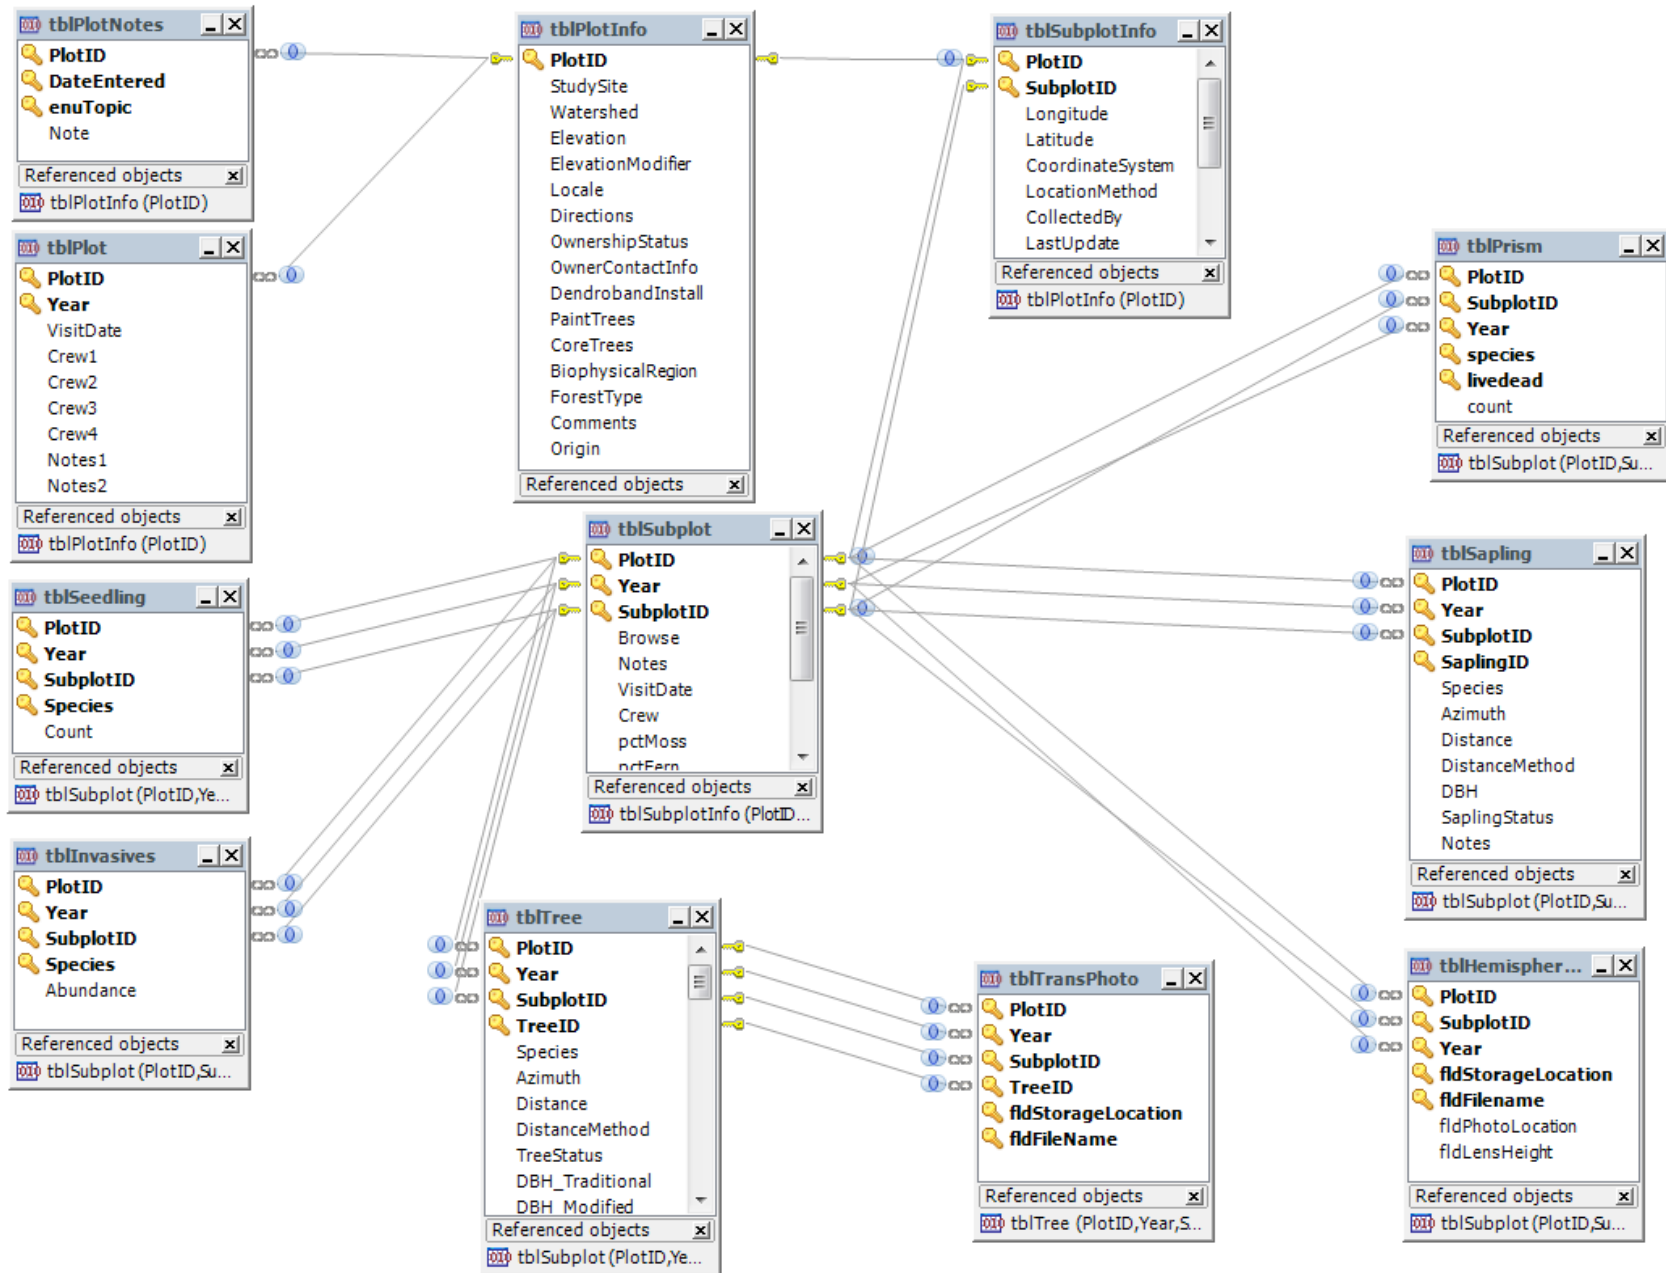 tblPlotNotes
PlotID
DateEntered
enuTopic
Note
Referenced objects
tblPlotInfo (PlotID)
tblPlotInfo
PlotID
StudySite
Watershed
Elevation
ElevationModifier
Locale
Directions
OwnershipStatus
OwnerContactInfo
DendrobandInstall
PaintTrees
CoreTrees
BiophysicalRegion
ForestType
Comments
Origin
Referenced objects
tblSubplotInfo
PlotID
SubplotID
Longitude
Latitude
CoordinateSystem
LocationMethod
CollectedBy
LastUpdate
Referenced objects
tblPlotInfo (PlotID)
tblPlot
PlotID
Year
VisitDate
Crew1
Crew2
Crew3
Crew4
Notes1
Notes2
Referenced objects
tblPlotInfo (PlotID)
tblPrism
PlotID
SubplotID
Year
species
livedead
count
Referenced objects
tblSubplot (PlotID,Su...
tblSubplot
PlotID
Year
SubplotID
Browse
Notes
VisitDate
Crew
pctMoss
pctFern
Referenced objects
tblSubplotInfo (PlotID...
tblSapling
PlotID
Year
SubplotID
SaplingID
Species
Azimuth
Distance
DistanceMethod
DBH
SaplingStatus
Notes
Referenced objects
tblSubplot (PlotID,Su...
tblSeedling
PlotID
Year
SubplotID
Species
Count
Referenced objects
tblSubplot (PlotID,Ye...
tblInvasives
PlotID
Year
SubplotID
Species
Abundance
Referenced objects
tblSubplot (PlotID,Su...
tblTree
PlotID
Year
SubplotID
TreeID
Species
Azimuth
Distance
DistanceMethod
TreeStatus
DBH_Traditional
DBH_Modified
Referenced objects
tblSubplot (PlotID,Ye...
tblTransPhoto
PlotID
Year
SubplotID
TreeID
fldStorageLocation
fldFileName
Referenced objects
tblTree (PlotID,Year,S...
tblHemispher...
PlotID
SubplotID
Year
fldStorageLocation
fldFilename
fldPhotoLocation
fldLensHeight
Referenced objects
tblSubplot (PlotID,Su...